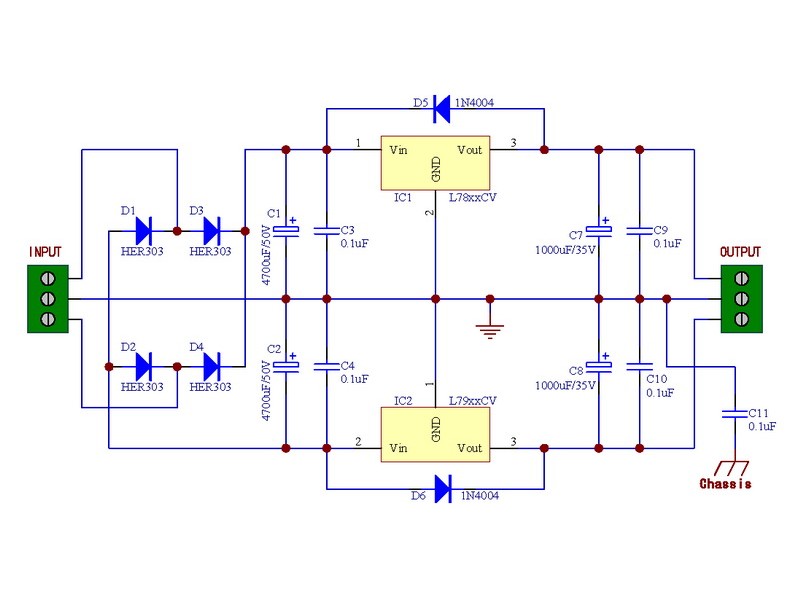 D5
1N4004
1
Vin
Vout
3
GND
IC1
L78xxCV
2
D1
D3
HER303
HER303
C1
+
4700uF/50V
C3
0.1uF
C7
+
1000uF/35V
C9
0.1uF
INPUT
OUTPUT
D2
D4
HER303
HER303
C2
+
4700uF/50V
C4
0.1uF
C8
+
1000uF/35V
C10
0.1uF
1
IC2
L79xxCV
GND
2
Vin
Vout
3
D6
1N4004
C11
0.1uF
Chassis